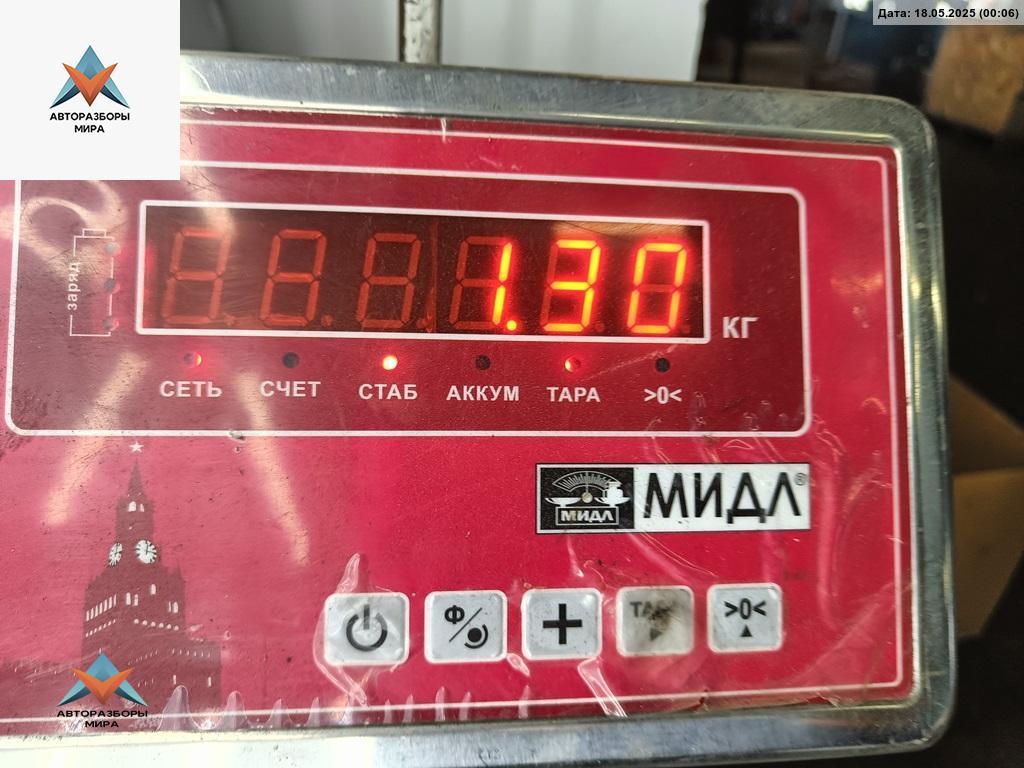 Дата: 18.05.2025 (00:06)
АВТОРАЗБОРЫ
МИРА
заряд
1.30
КГ
СЕТЬ СЧЕТ СТАБ АККУМ ТАРА >0<
МИДЛ МИДЛ®
Ф >0<
АВТОРАЗБОРЫ
МИРА